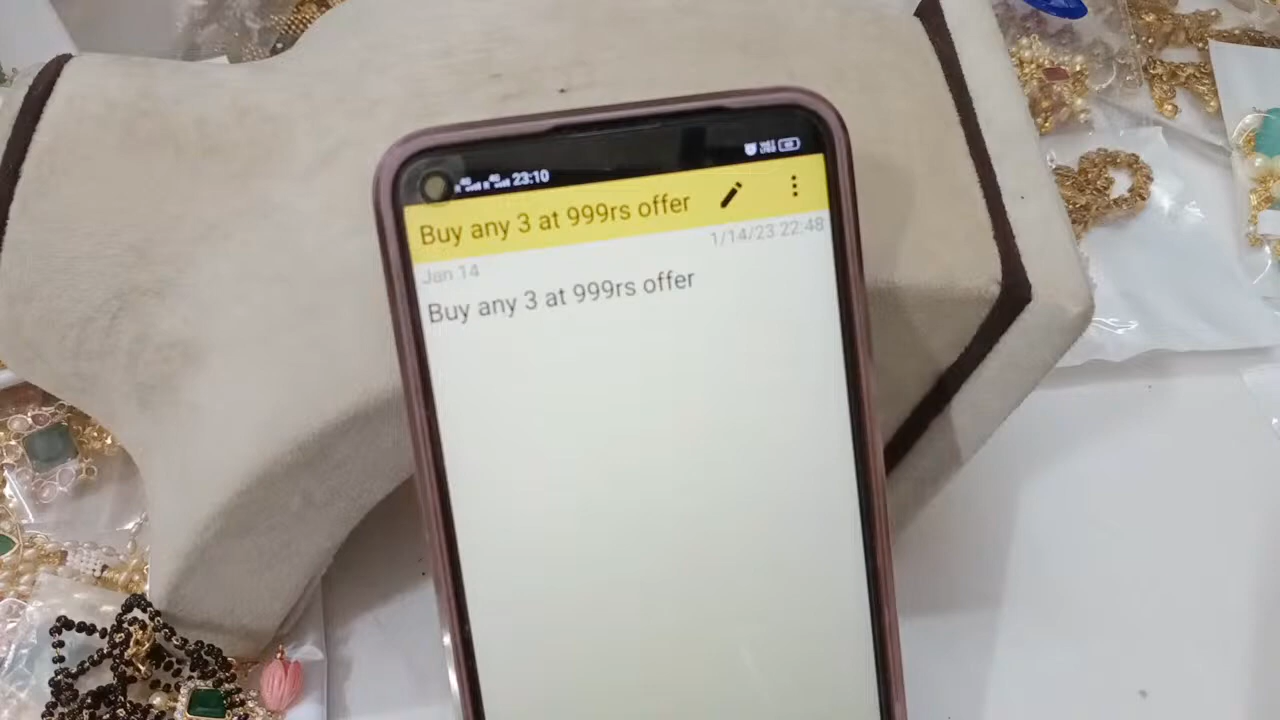 23:10
Buy any 3 at 999rs offer
1/14/23 22:48
Jan 14
Buy any 3 at 999rs offer